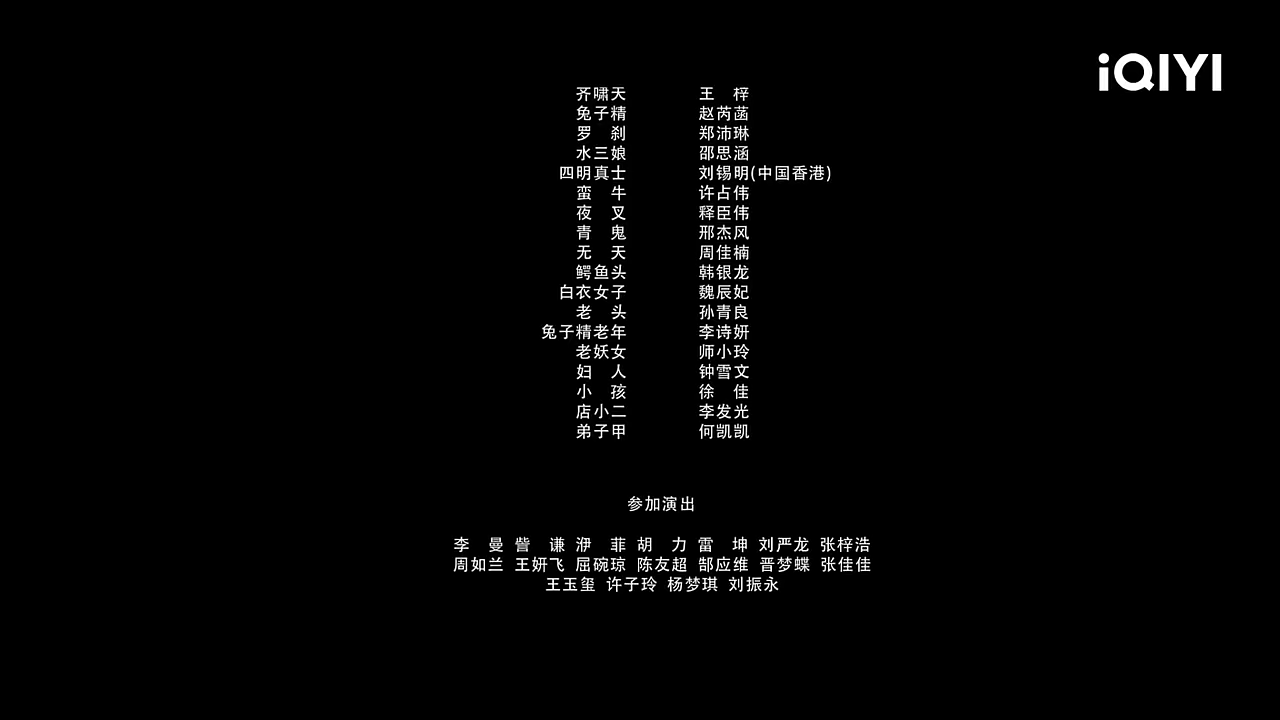 iQIYI
齐啸天 王 梓
兔子精 赵芮菡
罗 刹 郑沛琳
水三娘 邵思涵
四明真士 刘锡明(中国香港)
蛮 牛 许占伟
夜 叉 释臣伟
青 鬼 邢杰风
无 天 周佳楠
鳄鱼头 韩银龙
白衣女子 魏辰妃
老 头 孙青良
兔子精老年 李诗妍
老妖女 师小玲
妇 人 钟雪文
小 孩 徐 佳
店小二 李发光
弟子甲 何凯凯
参加演出
李 曼 訾 谦 洢 菲 胡 力 雷 坤 刘严龙 张梓浩
周如兰 王妍飞 屈碗琼 陈友超 郜应维 晋梦蝶 张佳佳
王玉玺 许子玲 杨梦琪 刘振永